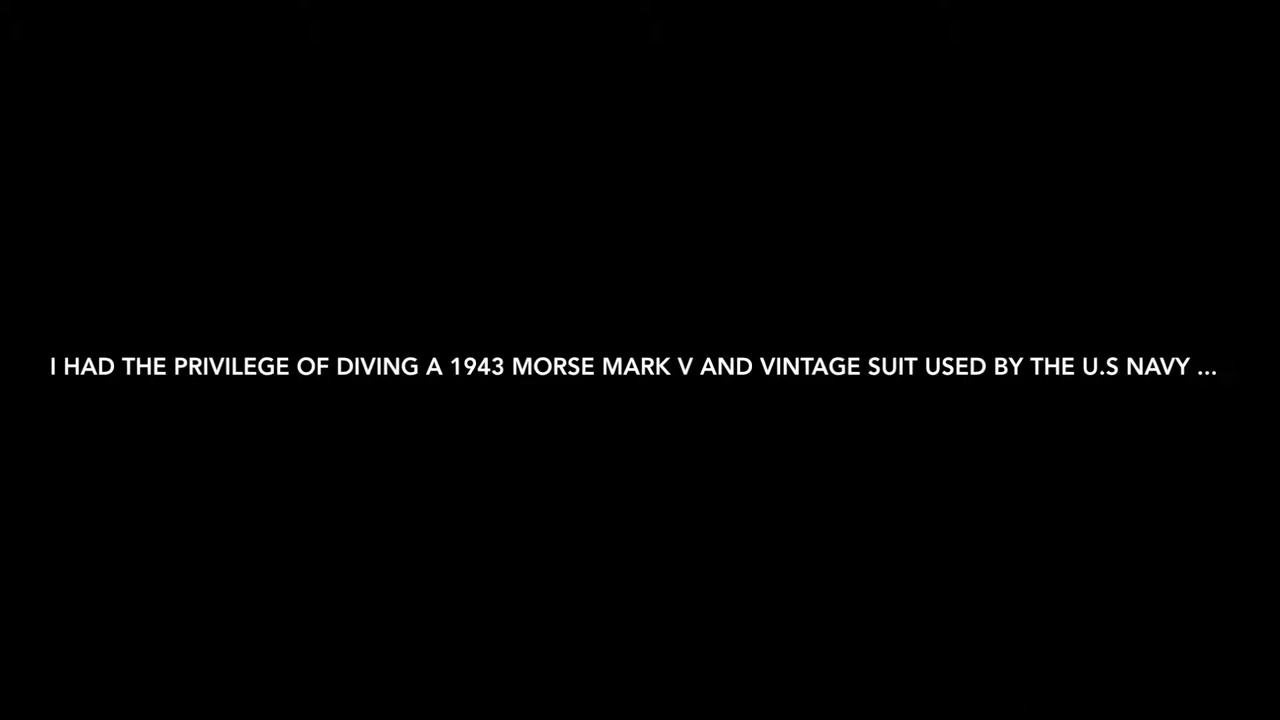 I HAD THE PRIVILEGE OF DIVING A 1943 MORSE MARK V AND VINTAGE SUIT USED BY THE U.S NAVY ...